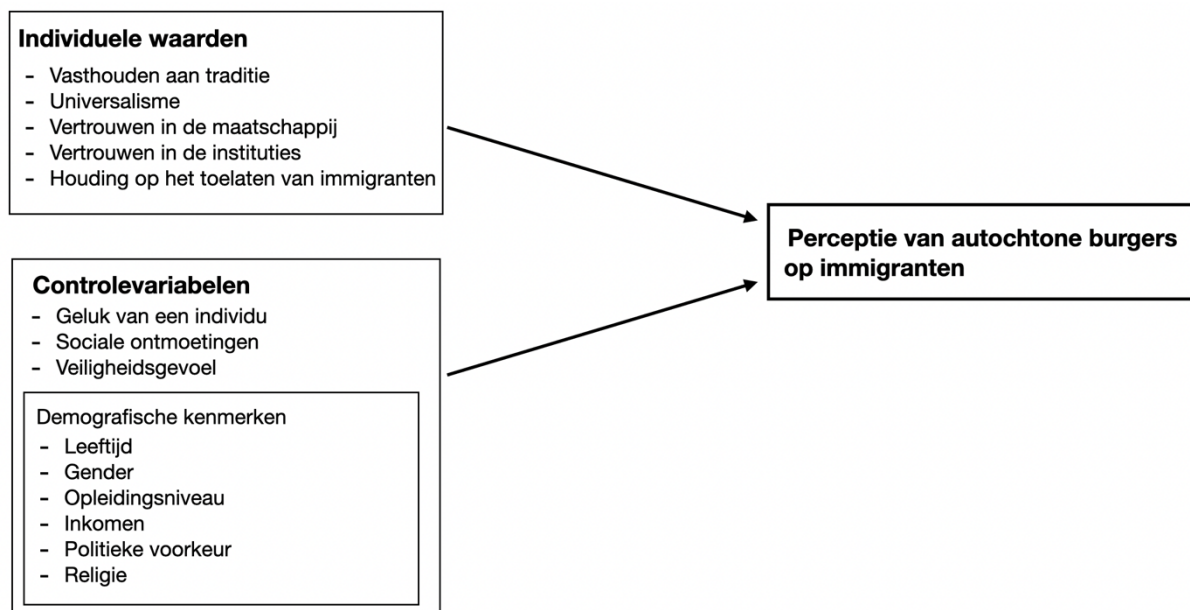 Individuele waarden
- Vasthouden aan traditie
- Universalisme
- Vertrouwen in de maatschappij
- Vertrouwen in de instituties
- Houding op het toelaten van immigranten
Perceptie van autochtone burgers
op immigranten
Controlevariabelen
- Geluk van een individu
- Sociale ontmoetingen
- Veiligheidsgevoel
Demografische kenmerken
- Leeftijd
- Gender
- Opleidingsniveau
- Inkomen
- Politieke voorkeur
- Religie